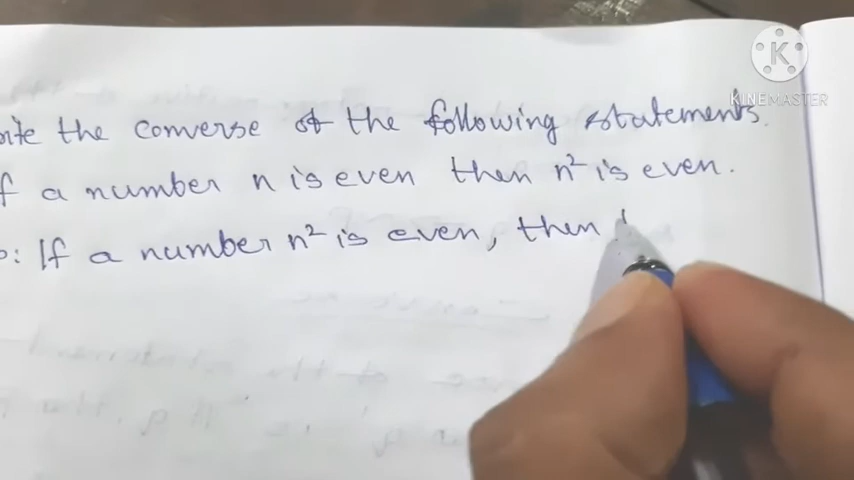 KINEMASTER
ite the converse of the following statements.
f a number n is even then n² is even.
: If a number n² is even, then